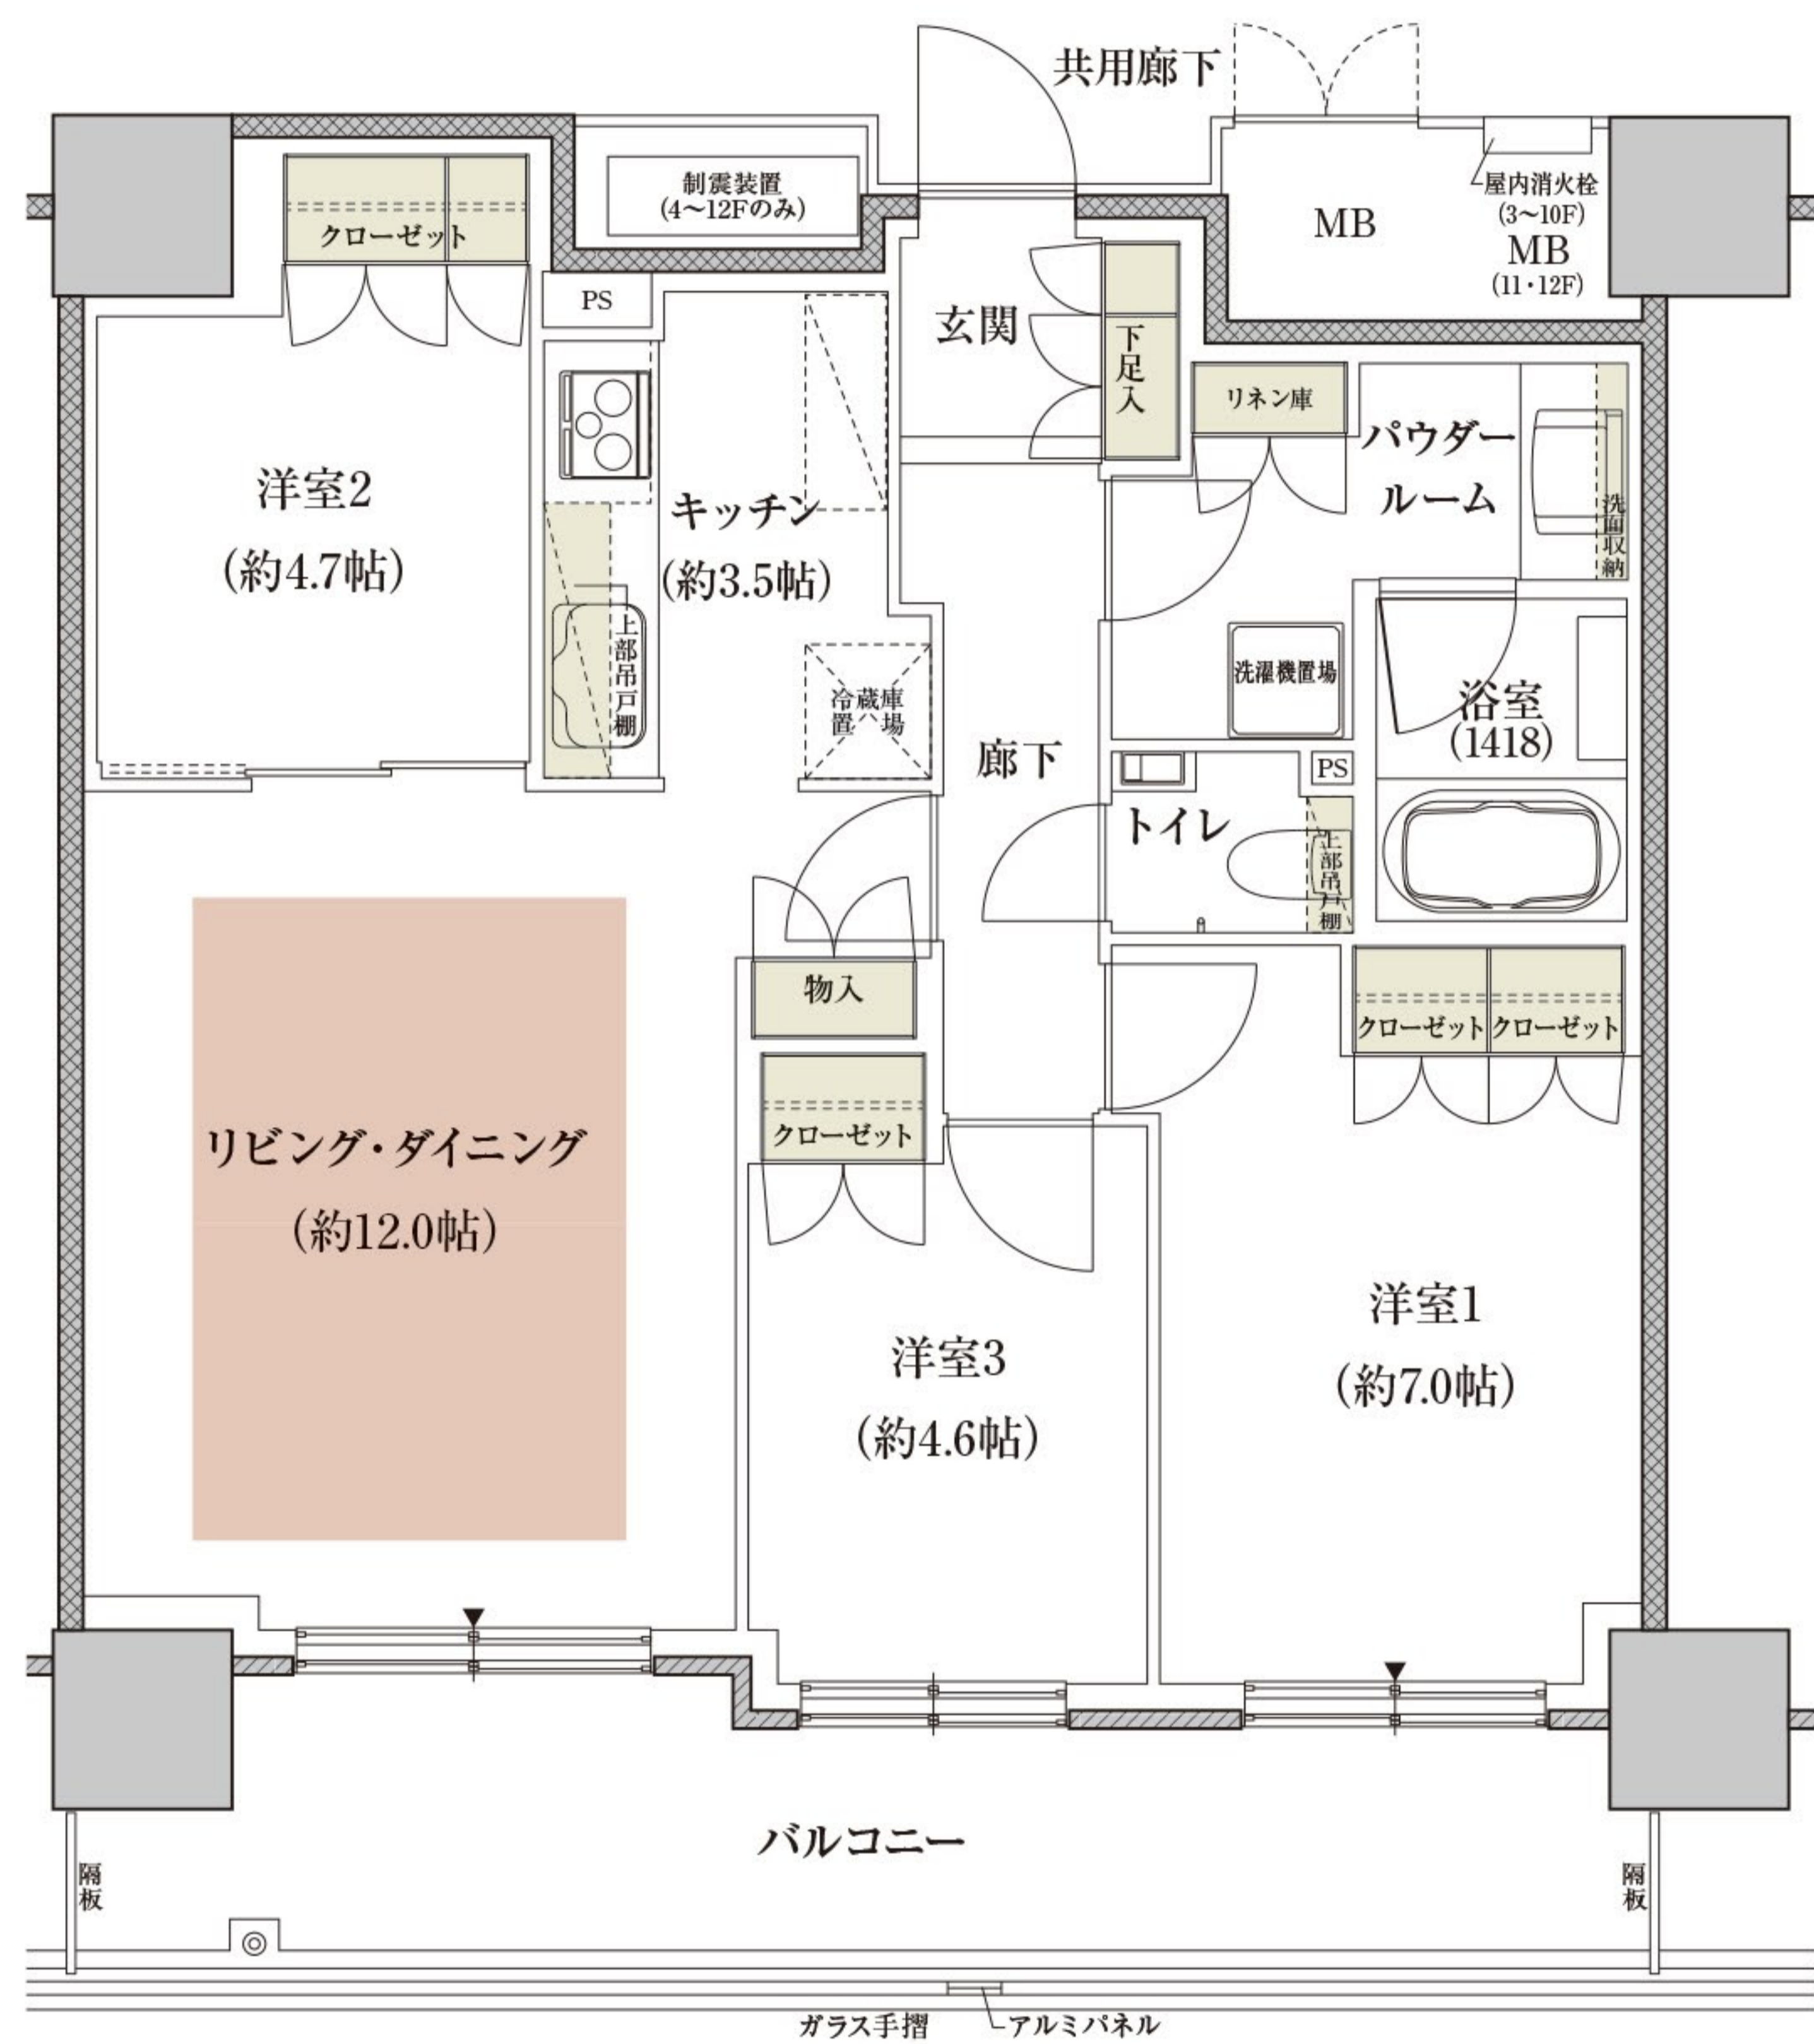 共用廊下
制震装置
(4〜12Fのみ)
クローゼット
MB
屋内消火栓
(3〜10F)
MB
(11・12F)
PS
玄関
下足入
リネン庫
パウダー
ルーム
洗面収納
洋室2
(約4.7帖)
キッチン
(約3.5帖)
上部吊戸棚
冷蔵庫
置場
廊下
洗濯機置場
浴室
(1418)
PS
トイレ
上部吊戸棚
物入
クローゼット
クローゼット
クローゼット
リビング・ダイニング
(約12.0帖)
洋室3
(約4.6帖)
洋室1
(約7.0帖)
バルコニー
隔板
隔板
ガラス手摺
アルミパネル